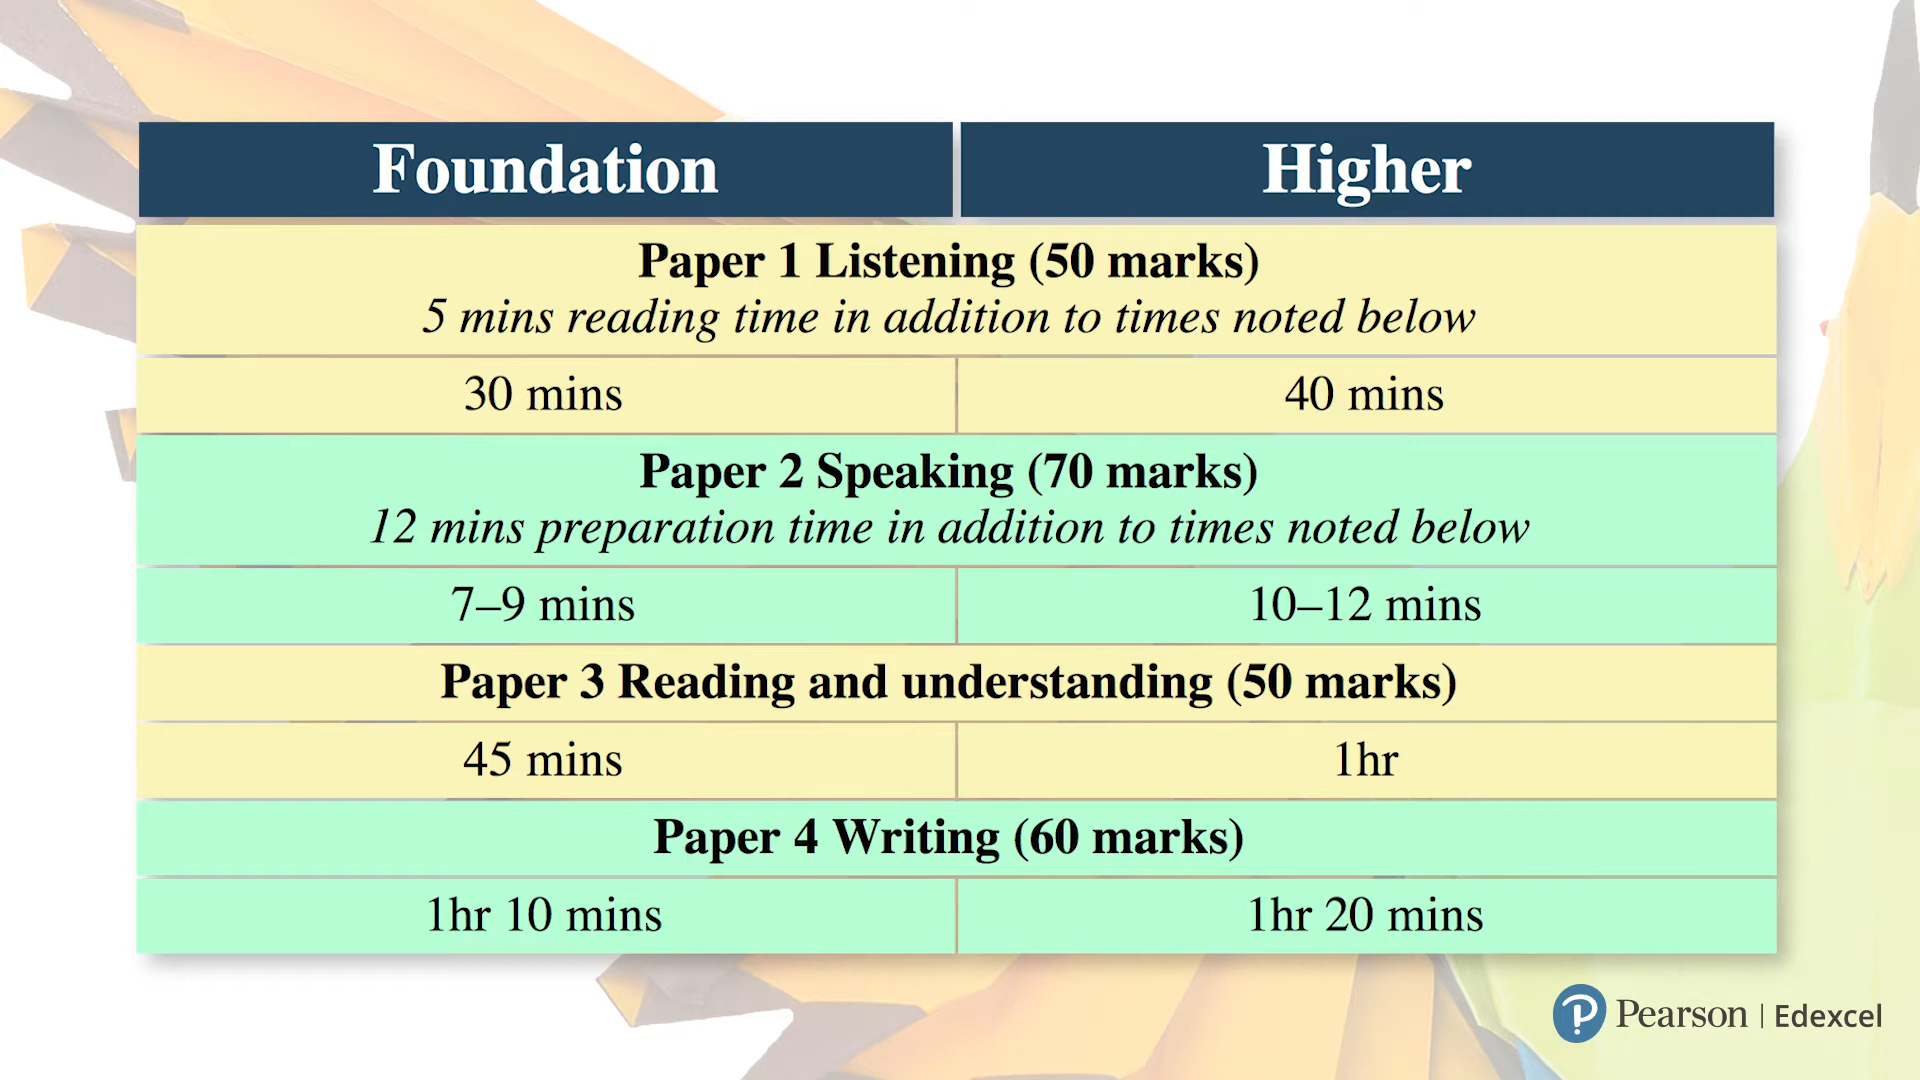 Foundation
Higher
Paper 1 Listening (50 marks)
5 mins reading time in addition to times noted below
30 mins
40 mins
Paper 2 Speaking (70 marks)
12 mins preparation time in addition to times noted below
7–9 mins
10–12 mins
Paper 3 Reading and understanding (50 marks)
45 mins
1hr
Paper 4 Writing (60 marks)
1hr 10 mins
1hr 20 mins
Pearson | Edexcel